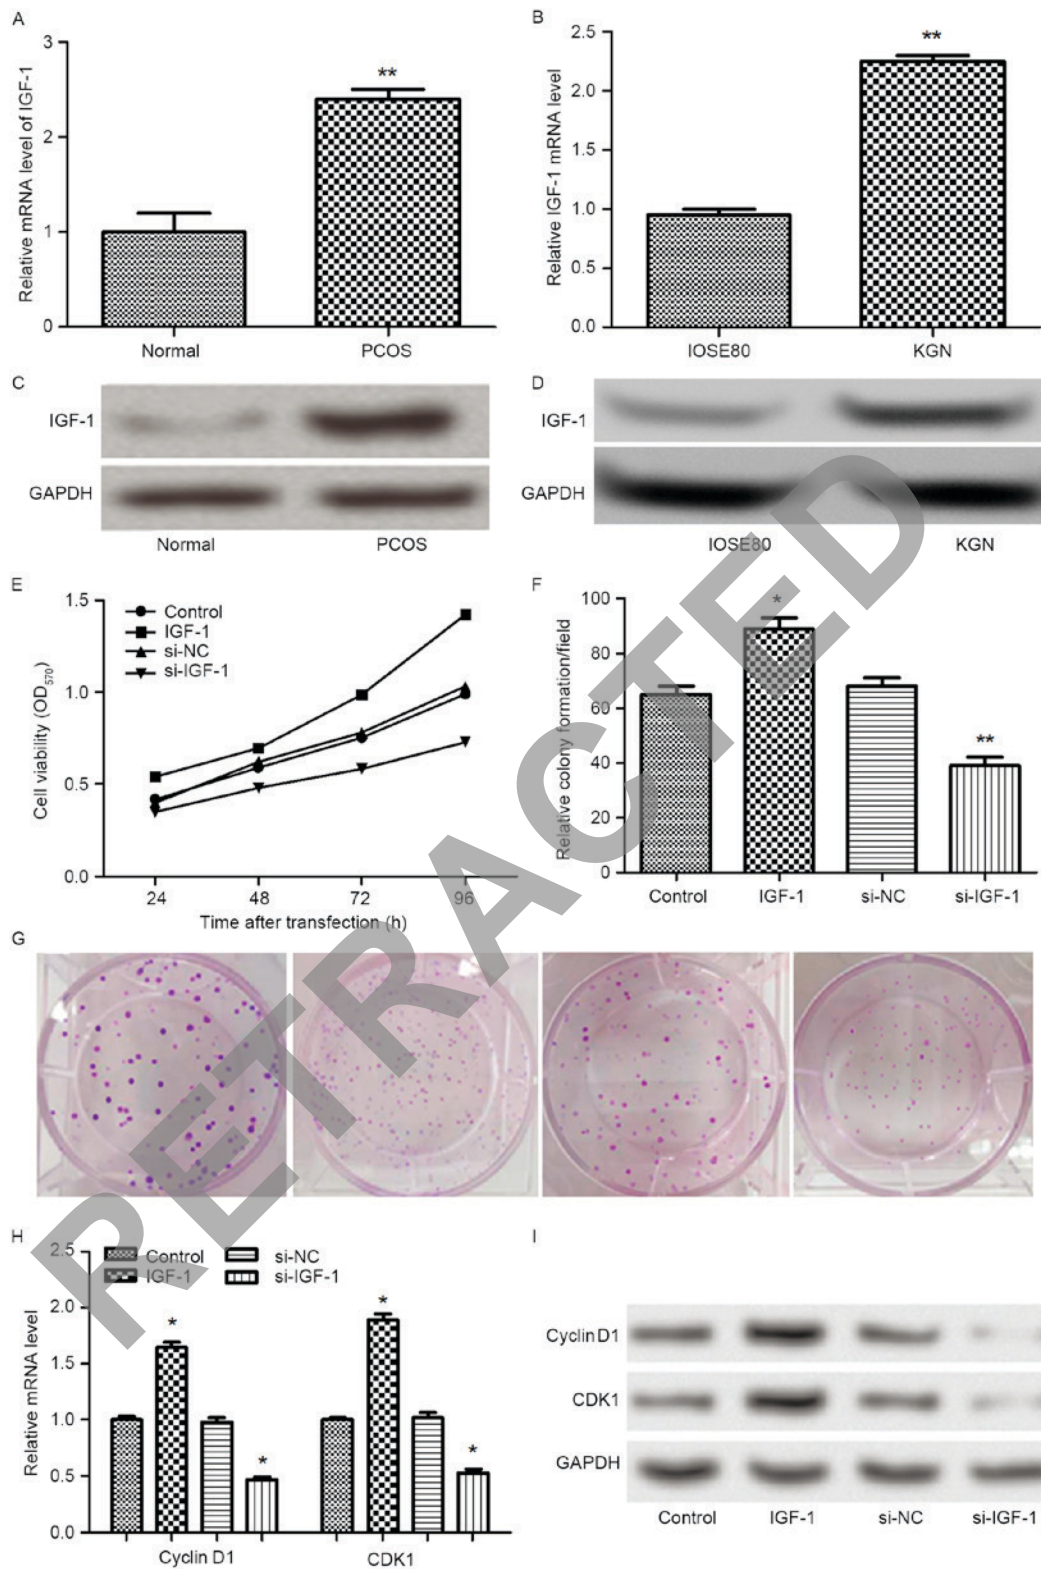 A
Relative mRNA level of IGF-1
3
2
1
0
**
Normal
PCOS
B
Relative IGF-1 mRNA level
2.5
2.0
1.5
1.0
0.5
0.0
**
IOSE80
KGN
C
IGF-1
GAPDH
Normal
PCOS
D
IGF-1
GAPDH
IOSE80
KGN
E
Cell viability (OD570)
1.5
1.0
0.5
0.0
Control
IGF-1
si-NC
si-IGF-1
24
48
72
96
Time after transfection (h)
F
Relative colony formation/field
100
80
60
40
20
0
*
**
Control
IGF-1
si-NC
si-IGF-1
G
H
Relative mRNA level
2.5
2.0
1.5
1.0
0.5
0.0
Control
IGF-1
si-NC
si-IGF-1
*
*
*
*
Cyclin D1
CDK1
I
Cyclin D1
CDK1
GAPDH
Control
IGF-1
si-NC
si-IGF-1
RETRACTED